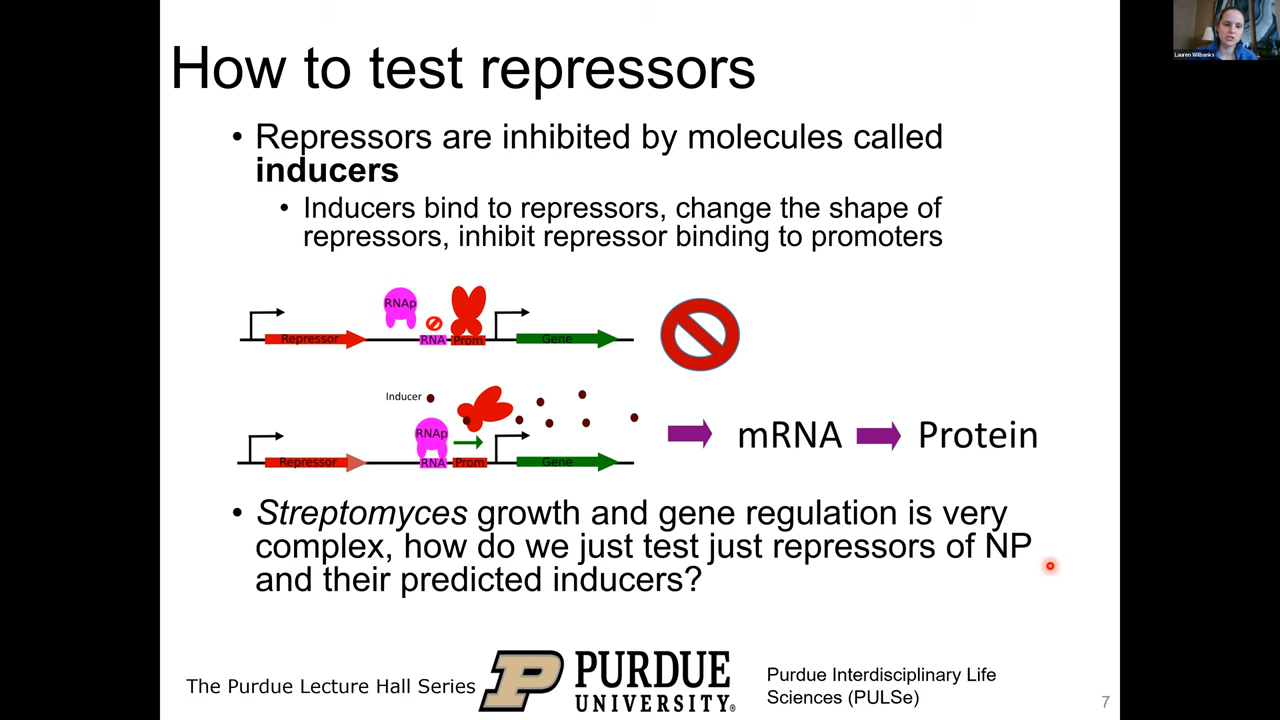 How to test repressors
Lauren Wilbanks
• Repressors are inhibited by molecules called
inducers
• Inducers bind to repressors, change the shape of
repressors, inhibit repressor binding to promoters
RNAp
Repressor
RNA
Prom
Gene
Inducer
RNAp
Repressor
RNA
Prom
Gene
mRNA
Protein
• Streptomyces growth and gene regulation is very
complex, how do we just test just repressors of NP
and their predicted inducers?
The Purdue Lecture Hall Series
P
PURDUE
UNIVERSITY®
Purdue Interdisciplinary Life
Sciences (PULSe)
7